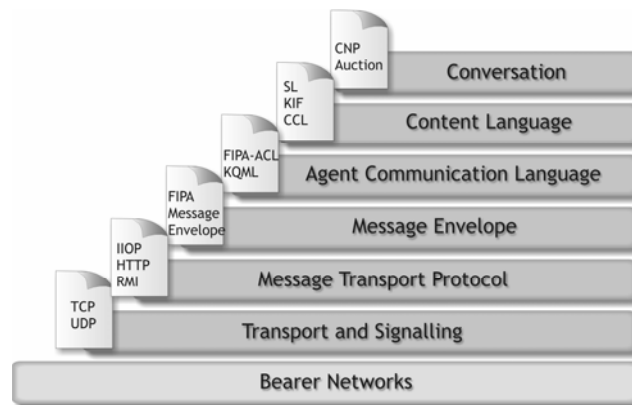 CNP
Auction
Conversation
SL
KIF
CCL
Content Language
FIPA-ACL
KQML
Agent Communication Language
FIPA
Message
Envelope
Message Envelope
IIOP
HTTP
RMI
Message Transport Protocol
TCP
UDP
Transport and Signalling
Bearer Networks